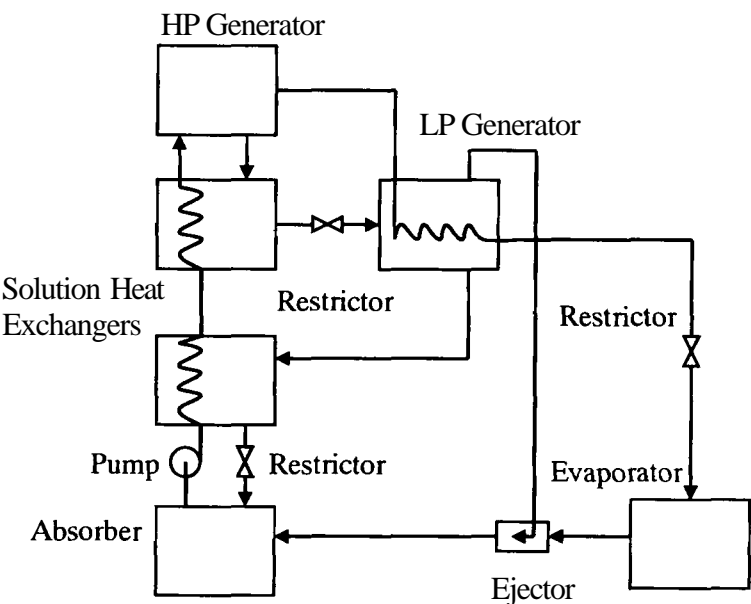 HP Generator
LP Generator
Solution Heat
Exchangers
Restrictor
Restrictor
Pump
Restrictor
Evaporator
Absorber
Ejector